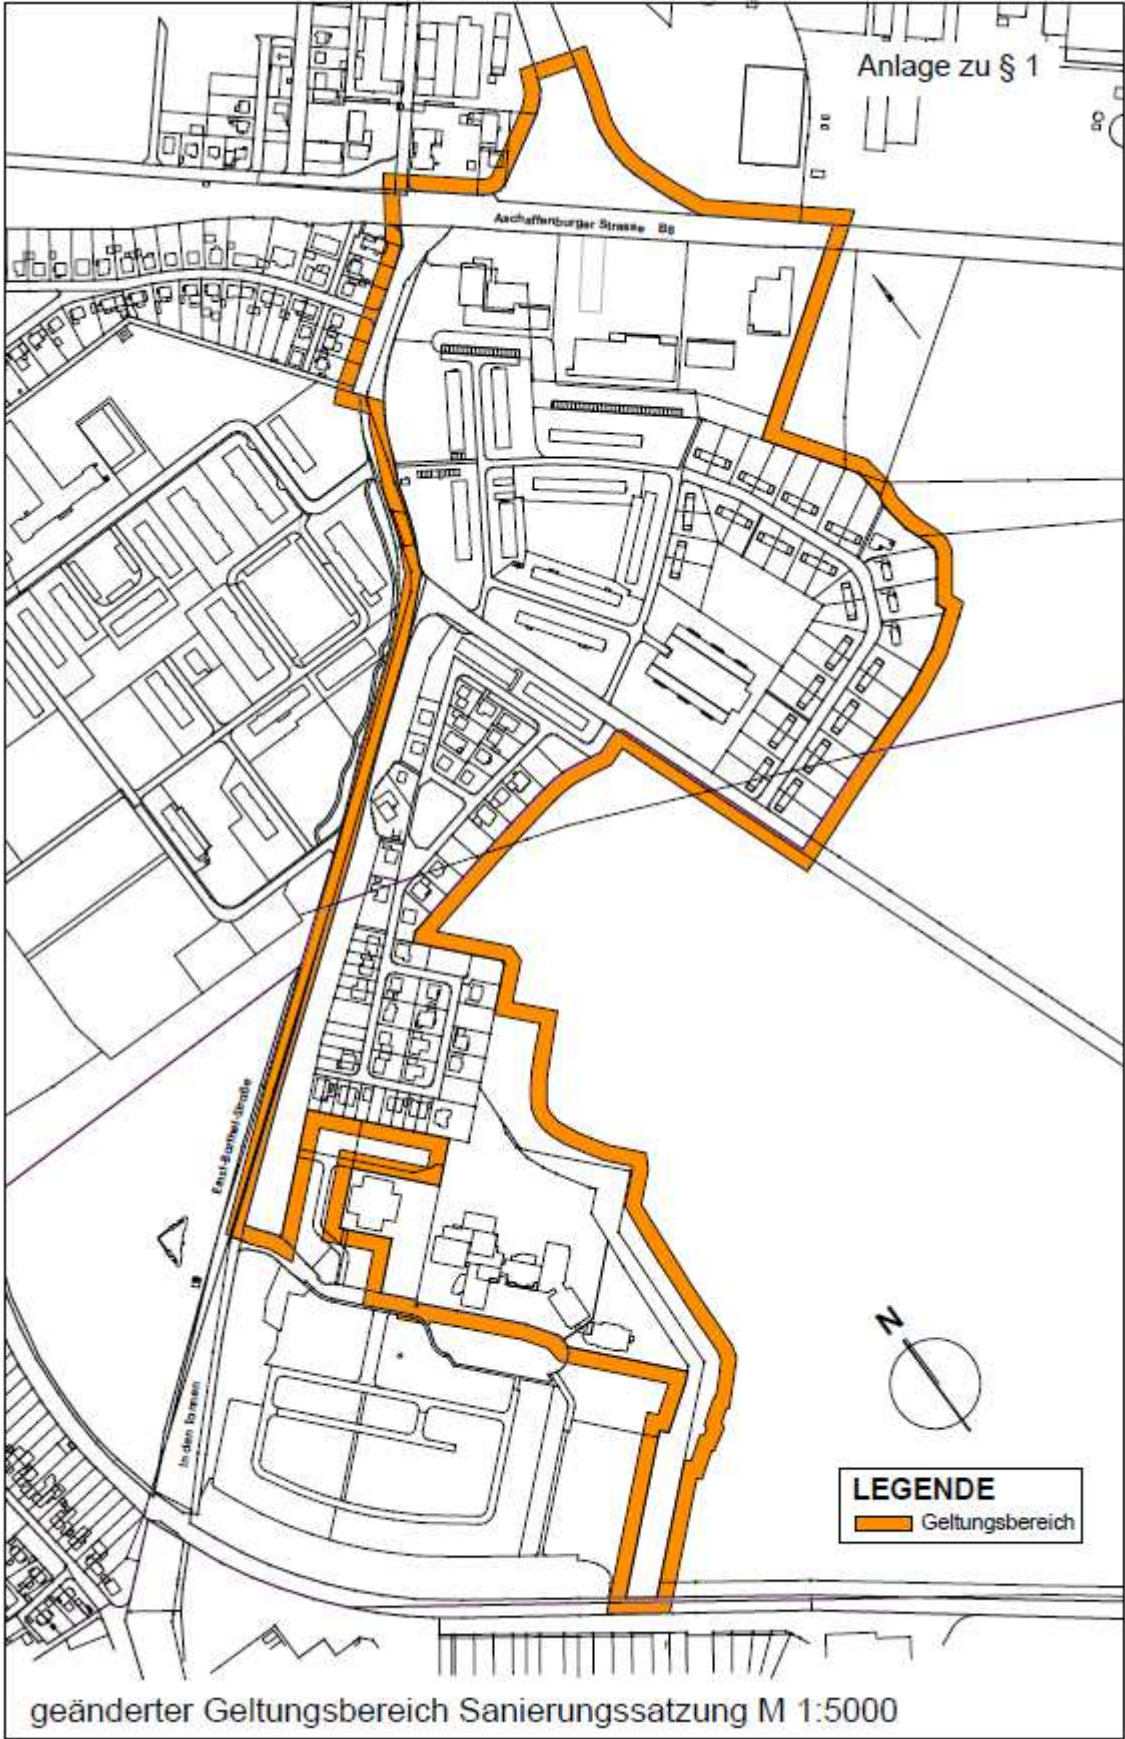 Anlage zu § 1
Aschaffenburger Strasse B8
Ernst-Barthel-Straße
In den Tannen
N
LEGENDE
Geltungsbereich
geänderter Geltungsbereich Sanierungssatzung M 1:5000